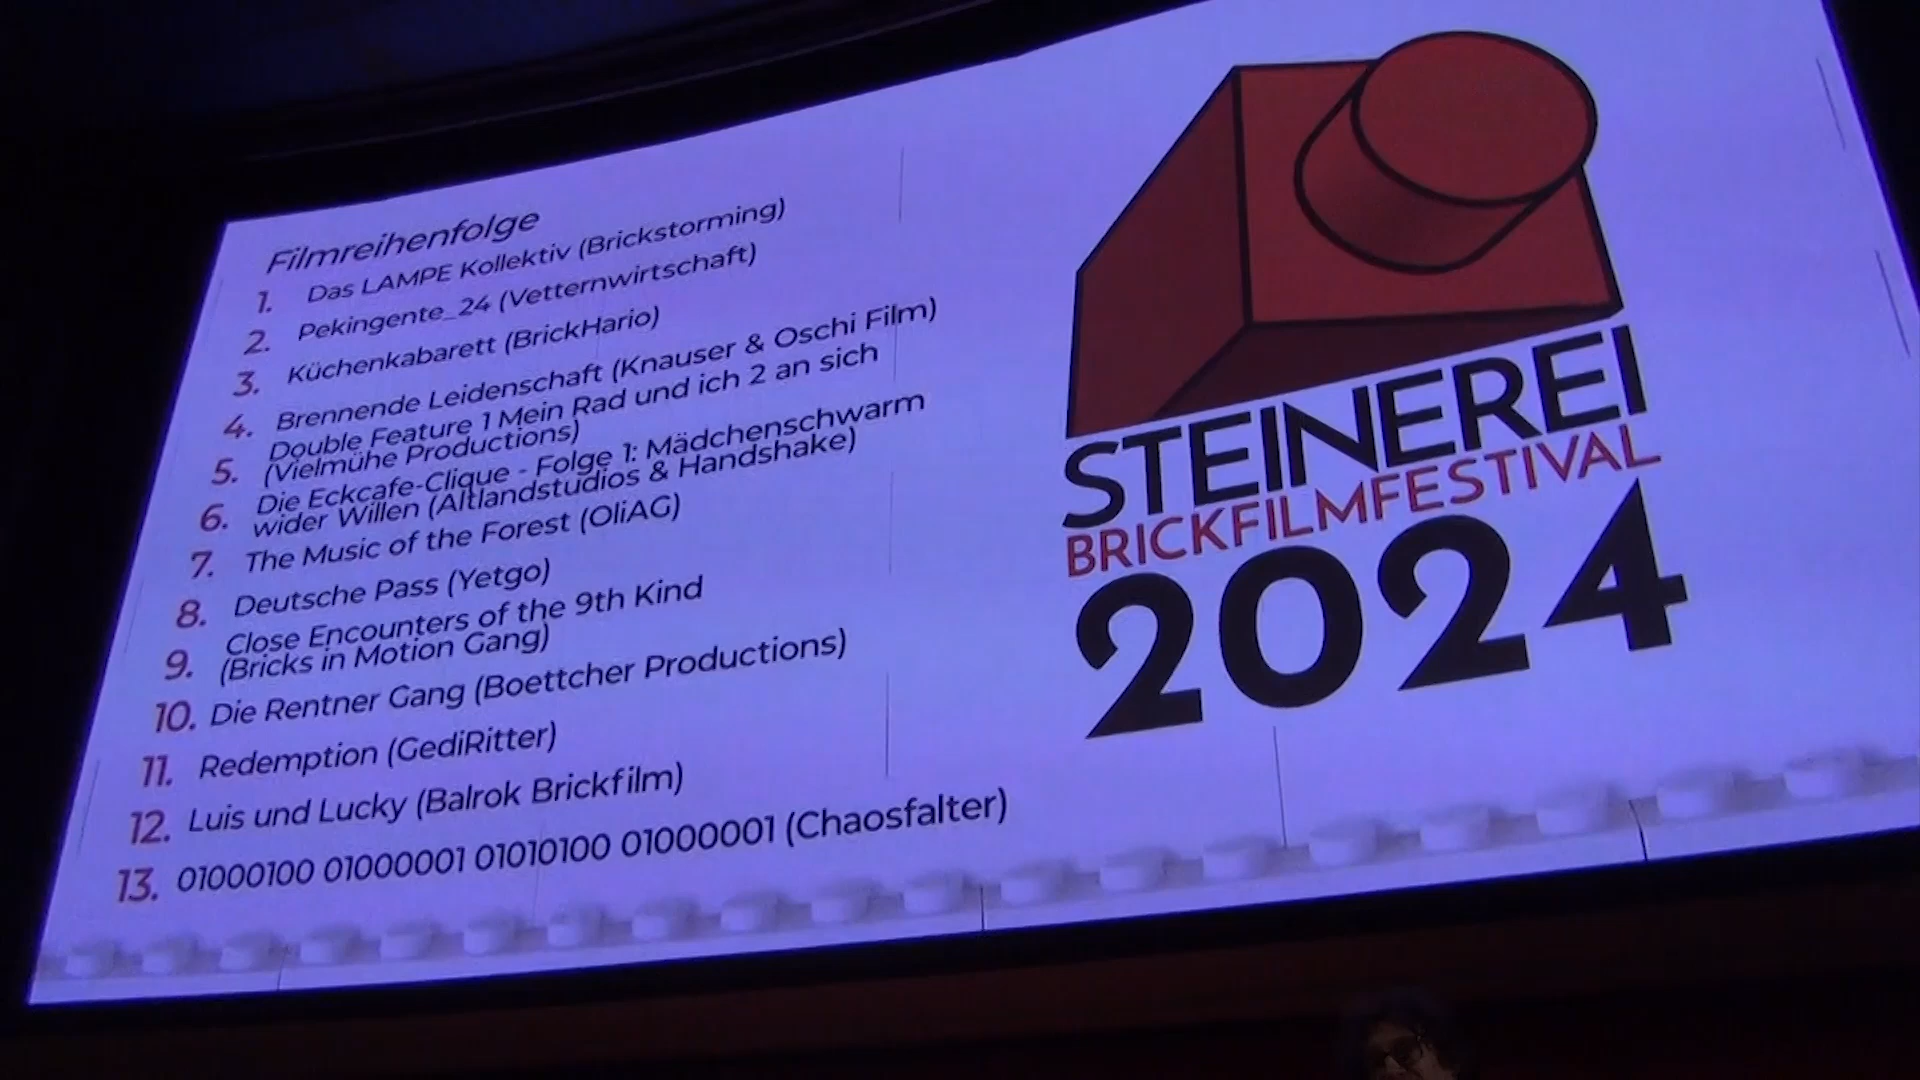 Filmreihenfolge
1. Das LAMPE Kollektiv (Brickstorming)
2. Pekingente_24 (Vetternwirtschaft)
3. Küchenkabarett (BrickHario)
4. Brennende Leidenschaft (Knauser & Oschi Film)
5. Double Feature 1 Mein Rad und ich 2 an sich
(Vielmühe Productions)
6. Die Eckcafe-Clique - Folge 1: Mädchenschwarm
wider Willen (Altlandstudios & Handshake)
7. The Music of the Forest (OliAG)
8. Deutsche Pass (Yetgo)
9. Close Encounters of the 9th Kind
(Bricks in Motion Gang)
10. Die Rentner Gang (Boettcher Productions)
11. Redemption (GediRitter)
12. Luis und Lucky (Balrok Brickfilm)
13. 01000100 01000001 01010100 01000001 (Chaosfalter)
STEINEREI
BRICKFILMFESTIVAL
2024